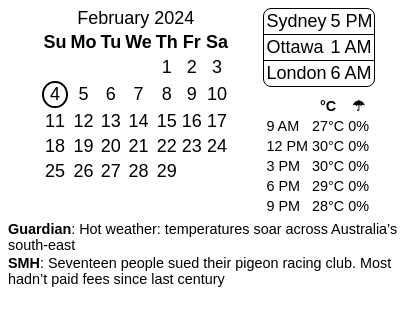 February 2024
Su Mo Tu We Th Fr Sa
1 2 3
4 5 6 7 8 9 10
11 12 13 14 15 16 17
18 19 20 21 22 23 24
25 26 27 28 29
Sydney 5 PM
Ottawa 1 AM
London 6 AM
°C ☂
9 AM 27°C 0%
12 PM 30°C 0%
3 PM 30°C 0%
6 PM 29°C 0%
9 PM 28°C 0%
Guardian: Hot weather: temperatures soar across Australia’s
south-east
SMH: Seventeen people sued their pigeon racing club. Most
hadn’t paid fees since last century